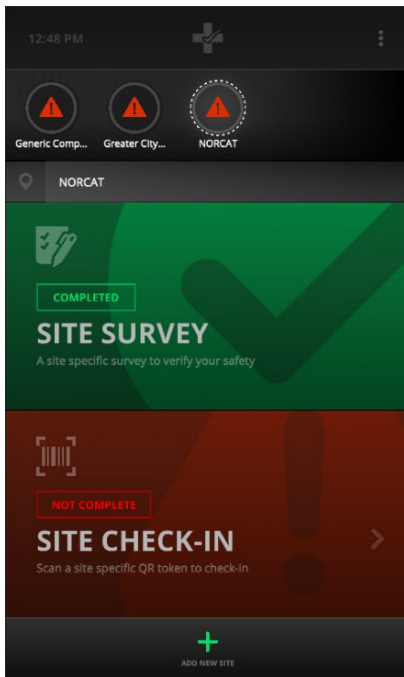 12:48 PM
Generic Comp... Greater City... NORCAT
NORCAT
COMPLETED
SITE SURVEY
A site specific survey to verify your safety
NOT COMPLETE
SITE CHECK-IN
Scan a site specific QR token to check-in
ADD NEW SITE